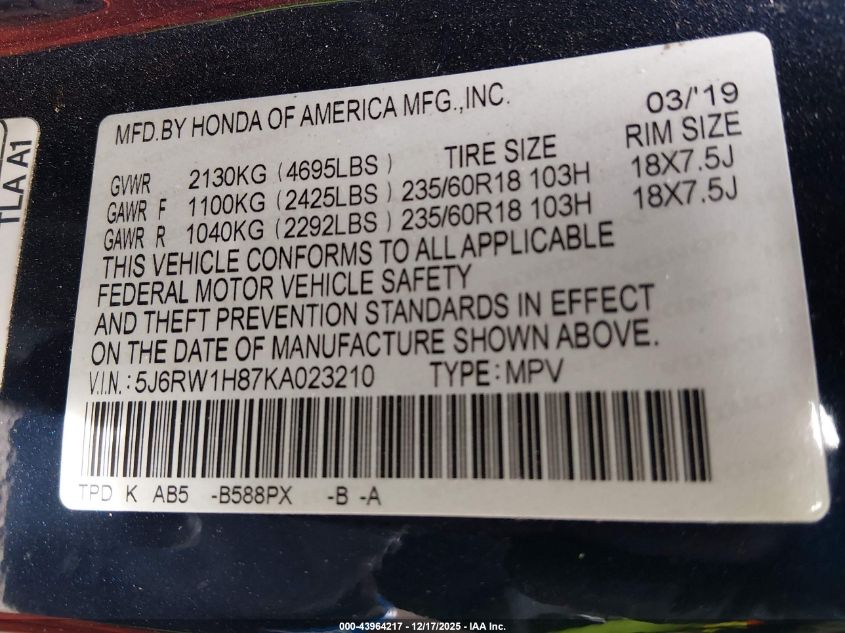 MFD.BY HONDA OF AMERICA MFG.,INC. 03/'19
GVWR 2130KG (4695LBS) TIRE SIZE RIM SIZE
GAWR F 1100KG (2425LBS) 235/60R18 103H 18X7.5J
GAWR R 1040KG (2292LBS) 235/60R18 103H 18X7.5J
THIS VEHICLE CONFORMS TO ALL APPLICABLE
FEDERAL MOTOR VEHICLE SAFETY
AND THEFT PREVENTION STANDARDS IN EFFECT
ON THE DATE OF MANUFACTURE SHOWN ABOVE.
V.I.N.: 5J6RW1H87KA023210 TYPE: MPV
TPD K AB5 -B588PX -B -A
TLA A1
000-43964217 - 12/17/2025 - IAA Inc.